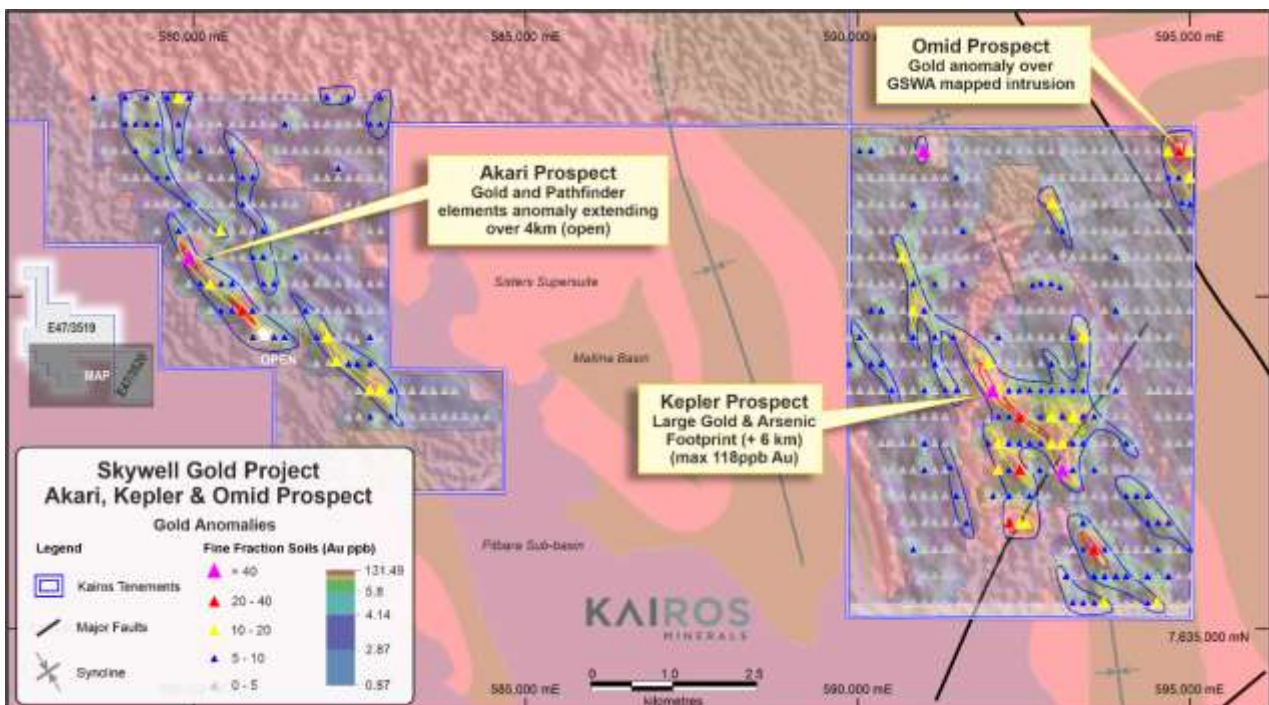 580,000 mE
585,000 mE
590,000 mE
595,000 mE
Omid Prospect
Gold anomaly over
GSWA mapped intrusion
Akari Prospect
Gold and Pathfinder
elements anomaly extending
over 4km (open)
Sisters Supersuite
E47/3519
MAP
OPEN
Mallina Basin
Kepler Prospect
Large Gold & Arsenic
Footprint (+ 6 km)
(max 118ppb Au)
Skywell Gold Project
Akari, Kepler & Omid Prospect
Gold Anomalies
Legend
Fine Fraction Soils (Au ppb)
Kairos Tenements
Major Faults
Syncline
> 40
20 - 40
10 - 20
5 - 10
0 - 5
131.49
5.8
4.14
2.87
0.57
Pilbara Sub-basin
KAIROS
MINERALS
7,635,000 mN
0 1.0 2.5
kilometres
585,000 mE
590,000 mE
595,000 mE